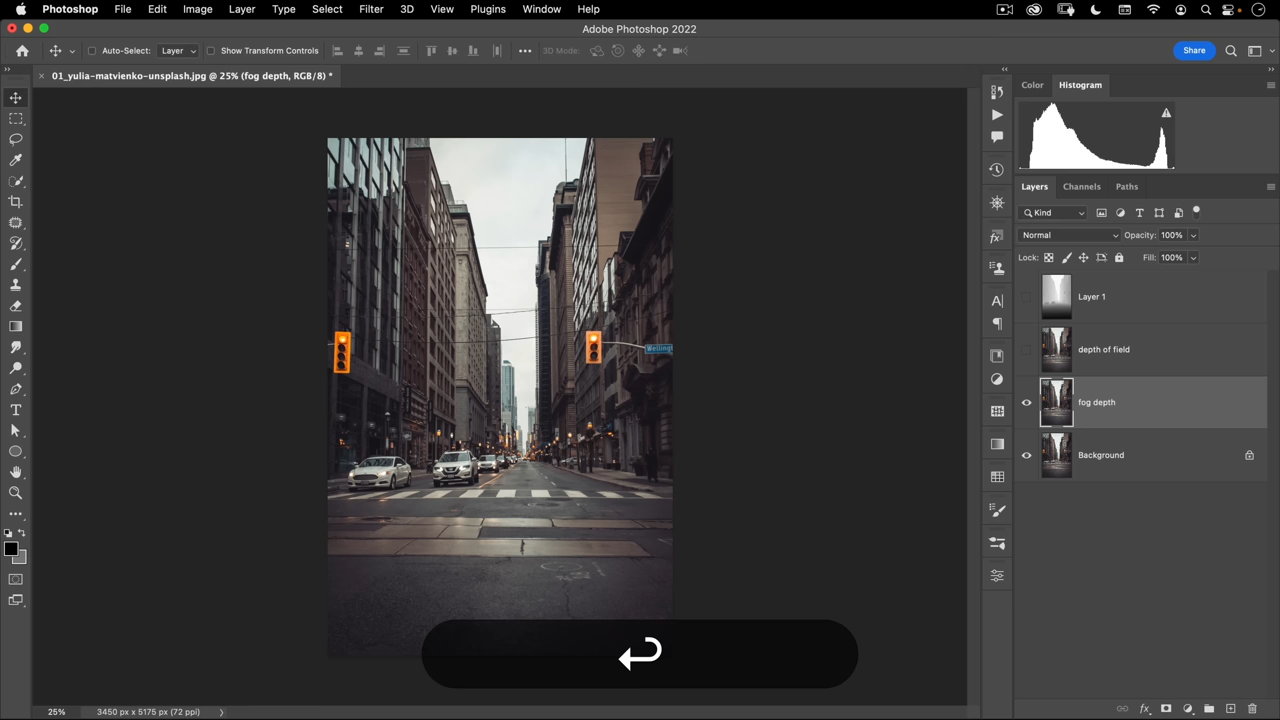 Photoshop File Edit Image Layer Type Select Filter 3D View Plugins Window Help
Adobe Photoshop 2022
Auto-Select: Layer Show Transform Controls 3D Mode: Share
01_yulia-matvienko-unsplash.jpg @ 25% (fog depth, RGB/8) *
Color Histogram
Layers Channels Paths
Kind
Normal Opacity: 100%
Lock: Fill: 100%
Layer 1
depth of field
fog depth
Background
Wellingt
25% 3450 px x 5175 px (72 ppi)